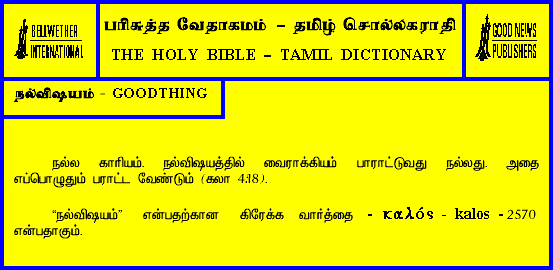 BELLWETHER
INTERNATIONAL
பரிசுத்த வேதாகமம் – தமிழ் சொல்லகராதி
THE HOLY BIBLE – TAMIL DICTIONARY
GOOD NEWS
PUBLISHERS
நல்விஷயம் - GOODTHING
நல்ல காரியம். நல்விஷயத்தில் வைராக்கியம் பாராட்டுவது நல்லது. அதை
எப்பொழுதும் பராட்ட வேண்டும் (கலா 4:18).
“நல்விஷயம்” என்பதற்கான கிரேக்க வார்த்தை - καλός - kalos - 2570
என்பதாகும்.